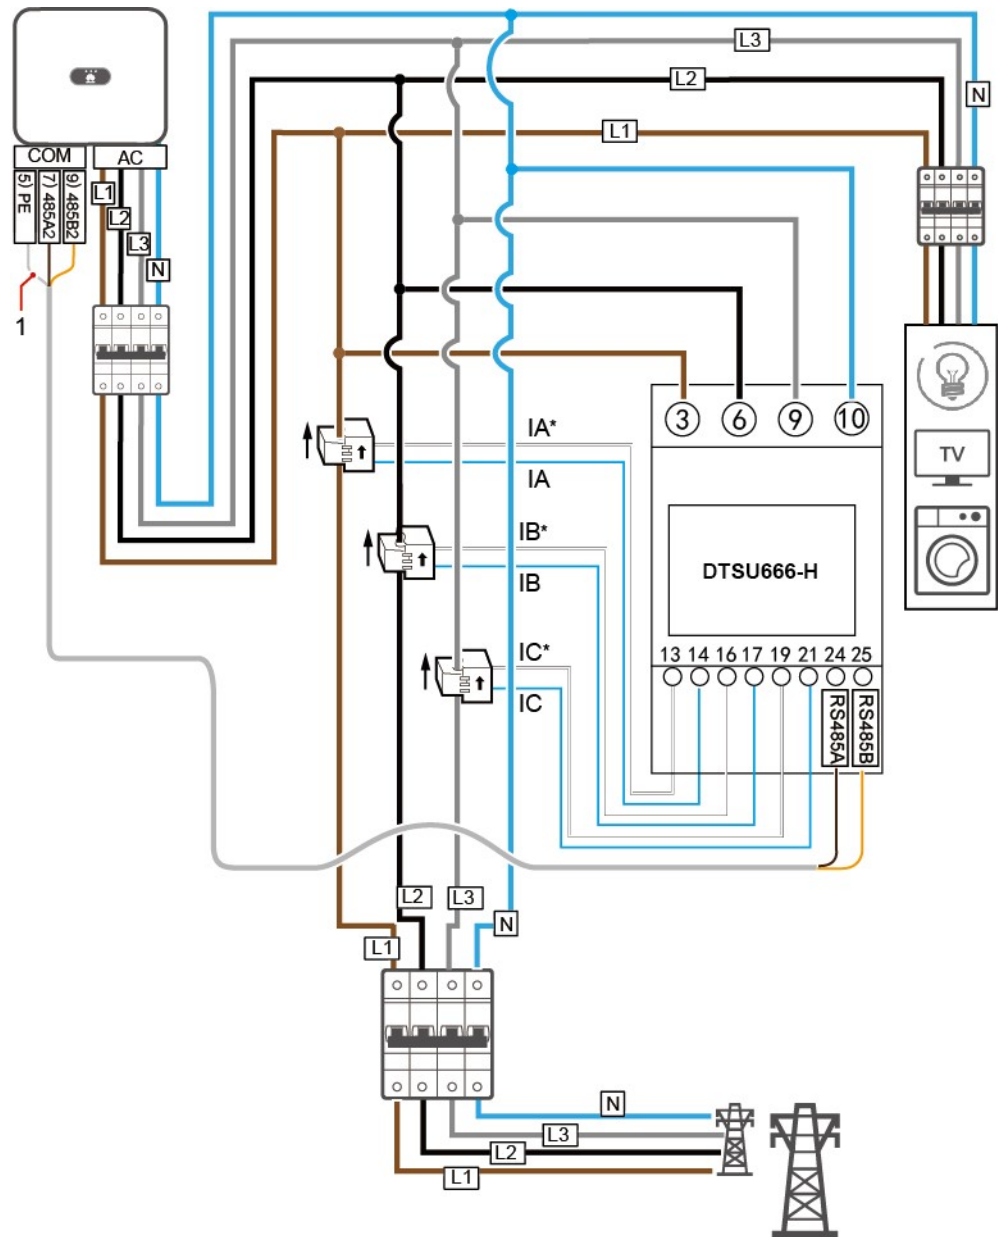 L3
L2
N
L1
COM
AC
5) PE
7) 485A2
9) 485B2
L1
L2
L3
N
1
3
6
9
10
IA*
IA
TV
IB*
IB
DTSU666-H
IC*
IC
13 14 16 17 19 21 24 25
RS485A
RS485B
L2
L3
N
L1
N
L3
L2
L1